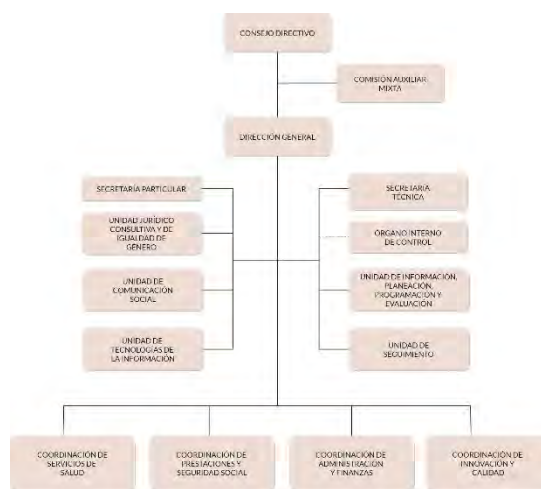 CONSEJO DIRECTIVO
COMISIÓN AUXILIAR
MIXTA
DIRECCIÓN GENERAL
SECRETARÍA PARTICULAR
SECRETARÍA
TÉCNICA
UNIDAD JURÍDICO
CONSULTIVA Y DE
IGUALDAD DE
GÉNERO
ÓRGANO INTERNO
DE CONTROL
UNIDAD DE
COMUNICACIÓN
SOCIAL
UNIDAD DE INFORMACIÓN,
PLANEACIÓN,
PROGRAMACIÓN Y
EVALUACIÓN
UNIDAD DE
TECNOLOGÍAS DE
LA INFORMACIÓN
UNIDAD DE
SEGUIMIENTO
COORDINACIÓN DE
SERVICIOS DE
SALUD
COORDINACIÓN DE
PRESTACIONES Y
SEGURIDAD SOCIAL
COORDINACIÓN DE
ADMINISTRACIÓN
Y FINANZAS
COORDINACIÓN DE
INNOVACIÓN Y
CALIDAD